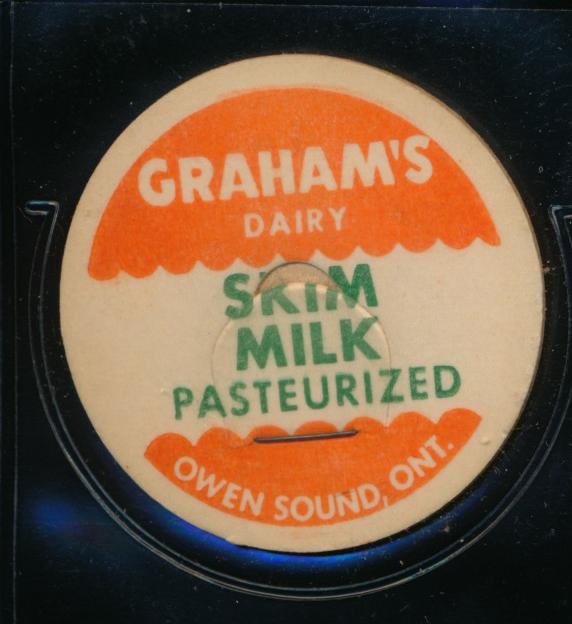 GRAHAM'S
DAIRY
SKIM
MILK
PASTEURIZED
OWEN SOUND, ONT.